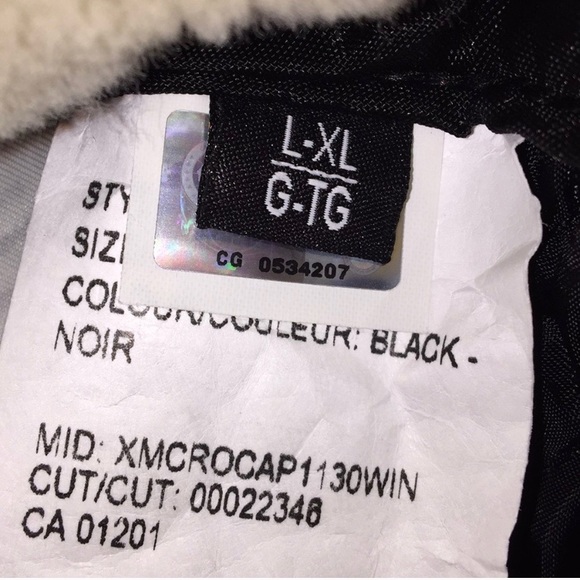 L-XL
G-TG
STY
SIZ
CG 0534207
COLOUR/COULEUR: BLACK -
NOIR
MID: XMCROCAP1130WIN
CUT/CUT: 00022346
CA 01201